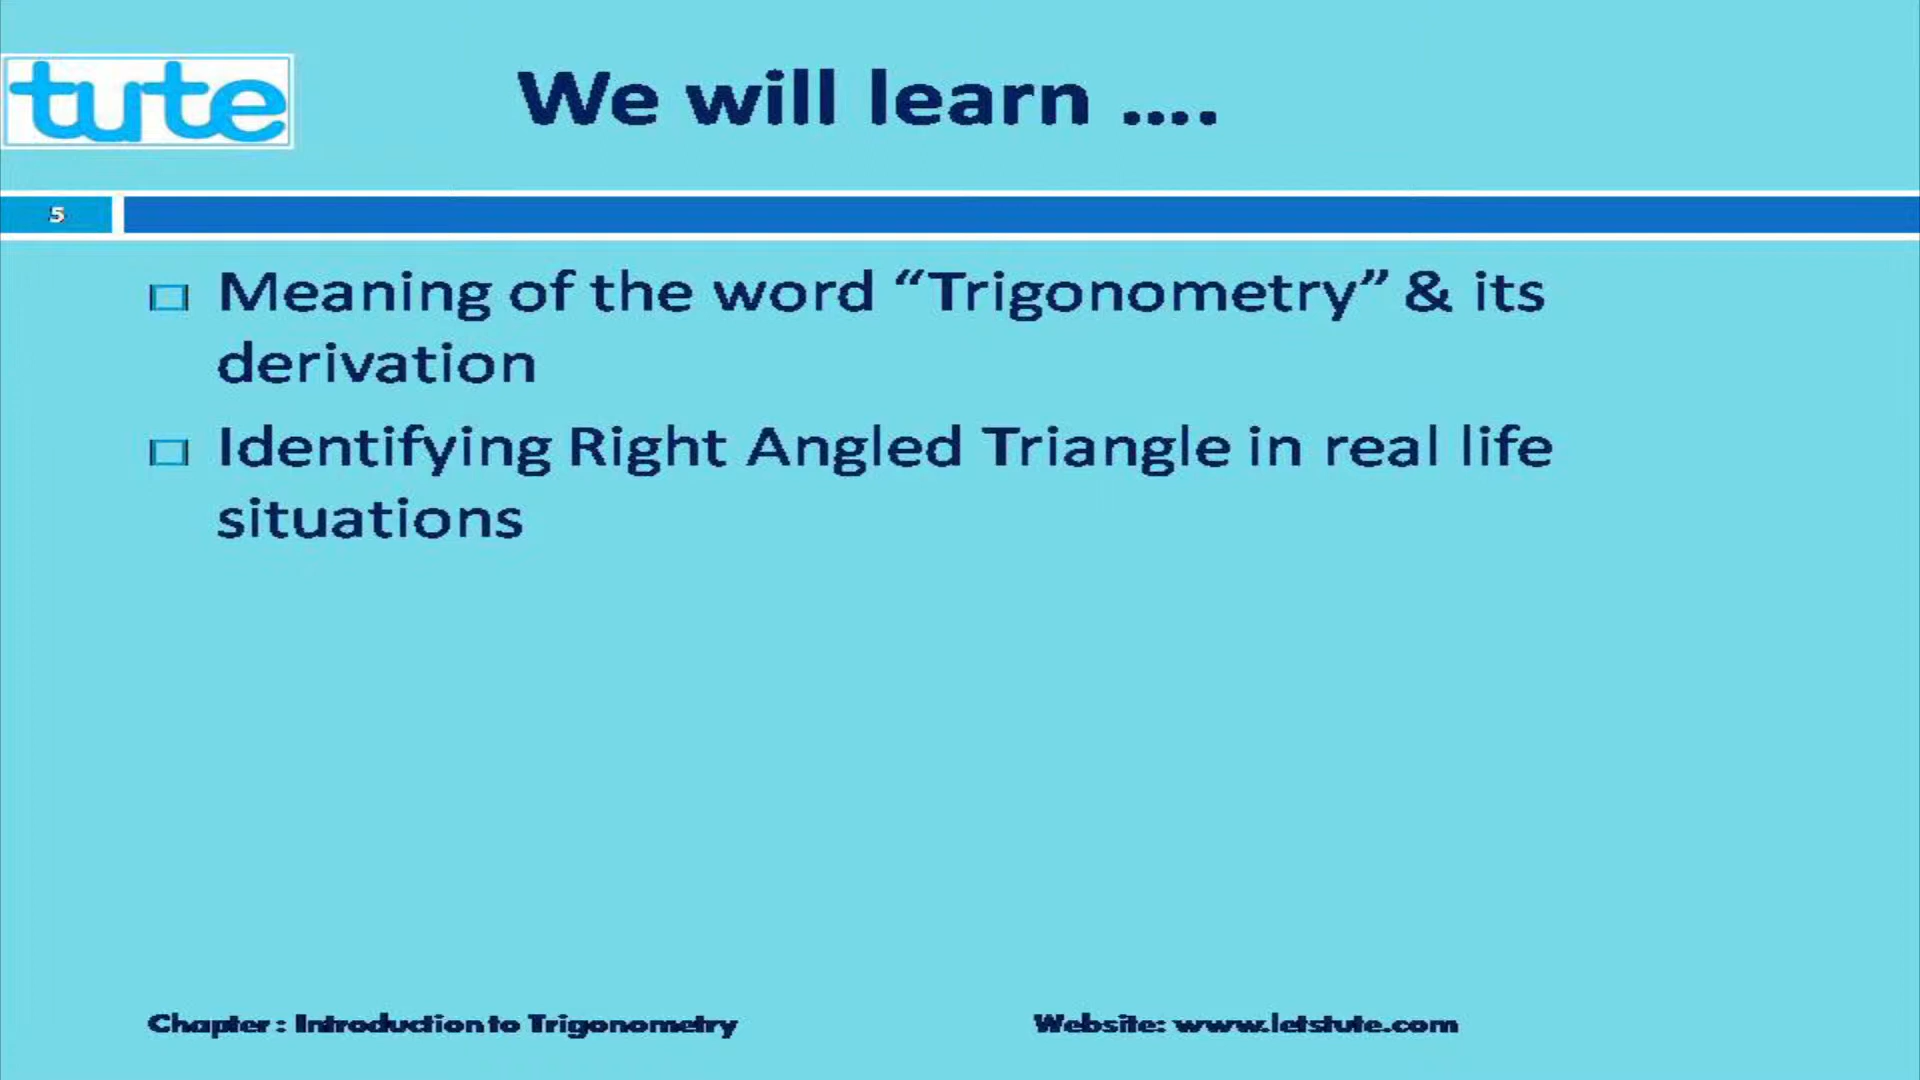 tute
We will learn ....
5
Meaning of the word “Trigonometry” & its
derivation
Identifying Right Angled Triangle in real life
situations
Chapter : Introduction to Trigonometry
Website: www.letstute.com